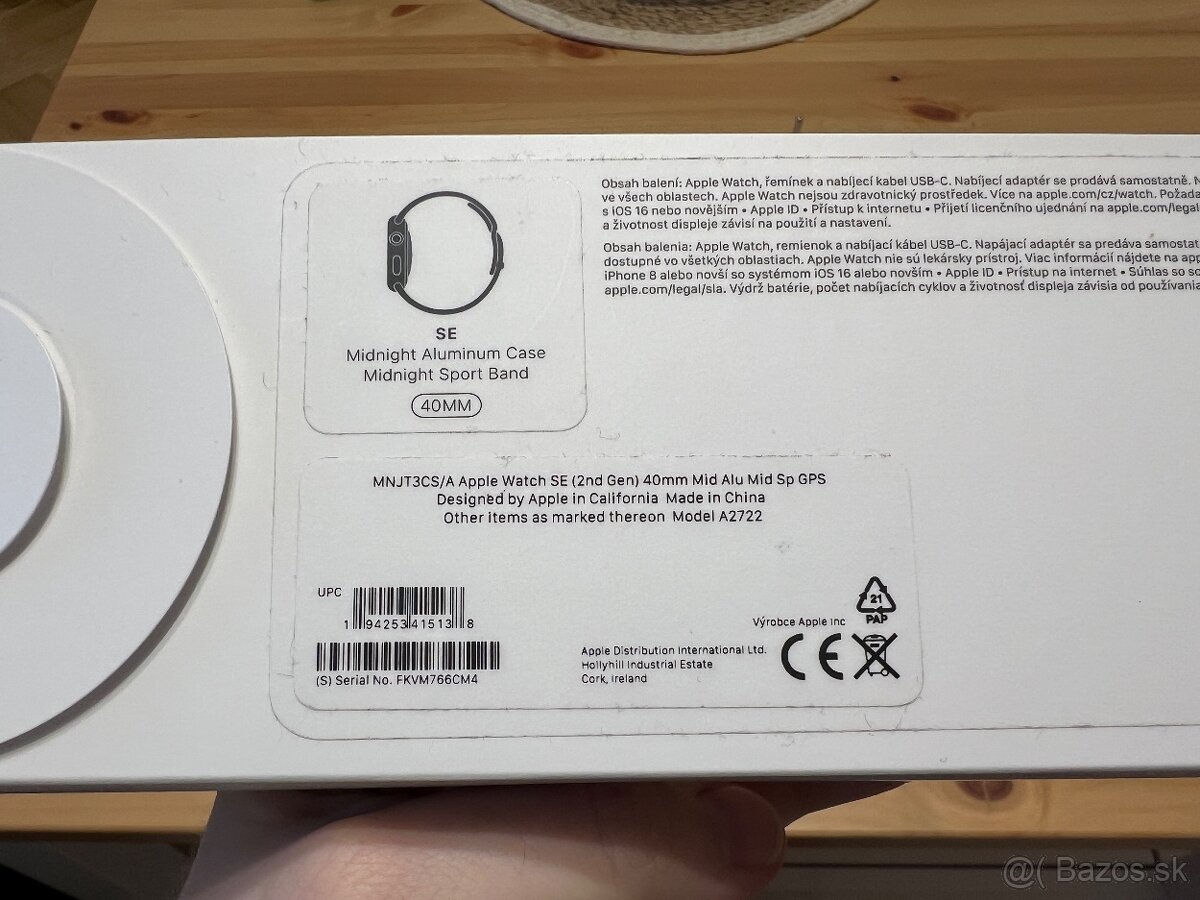 SE
Midnight Aluminum Case
Midnight Sport Band
40MM
Obsah balení: Apple Watch, řemínek a nabíjecí kabel USB-C. Nabíjecí adaptér se prodává samostatně.
ve všech oblastech. Apple Watch nejsou zdravotnický prostředek. Více na apple.com/cz/watch.
s iOS 16 nebo novějším • Apple ID • Přístup k internetu • Přijetí licenčního ujednání na apple.com/legal
a životnost displeje závisí na použití a nastavení.
Obsah balenia: Apple Watch, remienok a nabíjací kábel USB-C. Napájací adaptér sa predáva
dostupné vo všetkých oblastiach. Apple Watch nie sú lekársky prístroj. Viac informácií nájdete na
iPhone 8 alebo novší so systémom iOS 16 alebo novším • Apple ID • Prístup na internet • Súhlas so
apple.com/legal/sla. Výdrž batérie, počet nabíjacích cyklov a životnosť displeja závisia od používania
MNJT3CS/A Apple Watch SE (2nd Gen) 40mm Mid Alu Mid Sp GPS
Designed by Apple in California Made in China
Other items as marked thereon Model A2722
UPC
1 94253 41513 8
(S) Serial No. FKVM766CM4
Výrobce Apple Inc
Apple Distribution International Ltd.
Hollyhill Industrial Estate
Cork, Ireland
21
PAP
CE
@( Bazos.sk